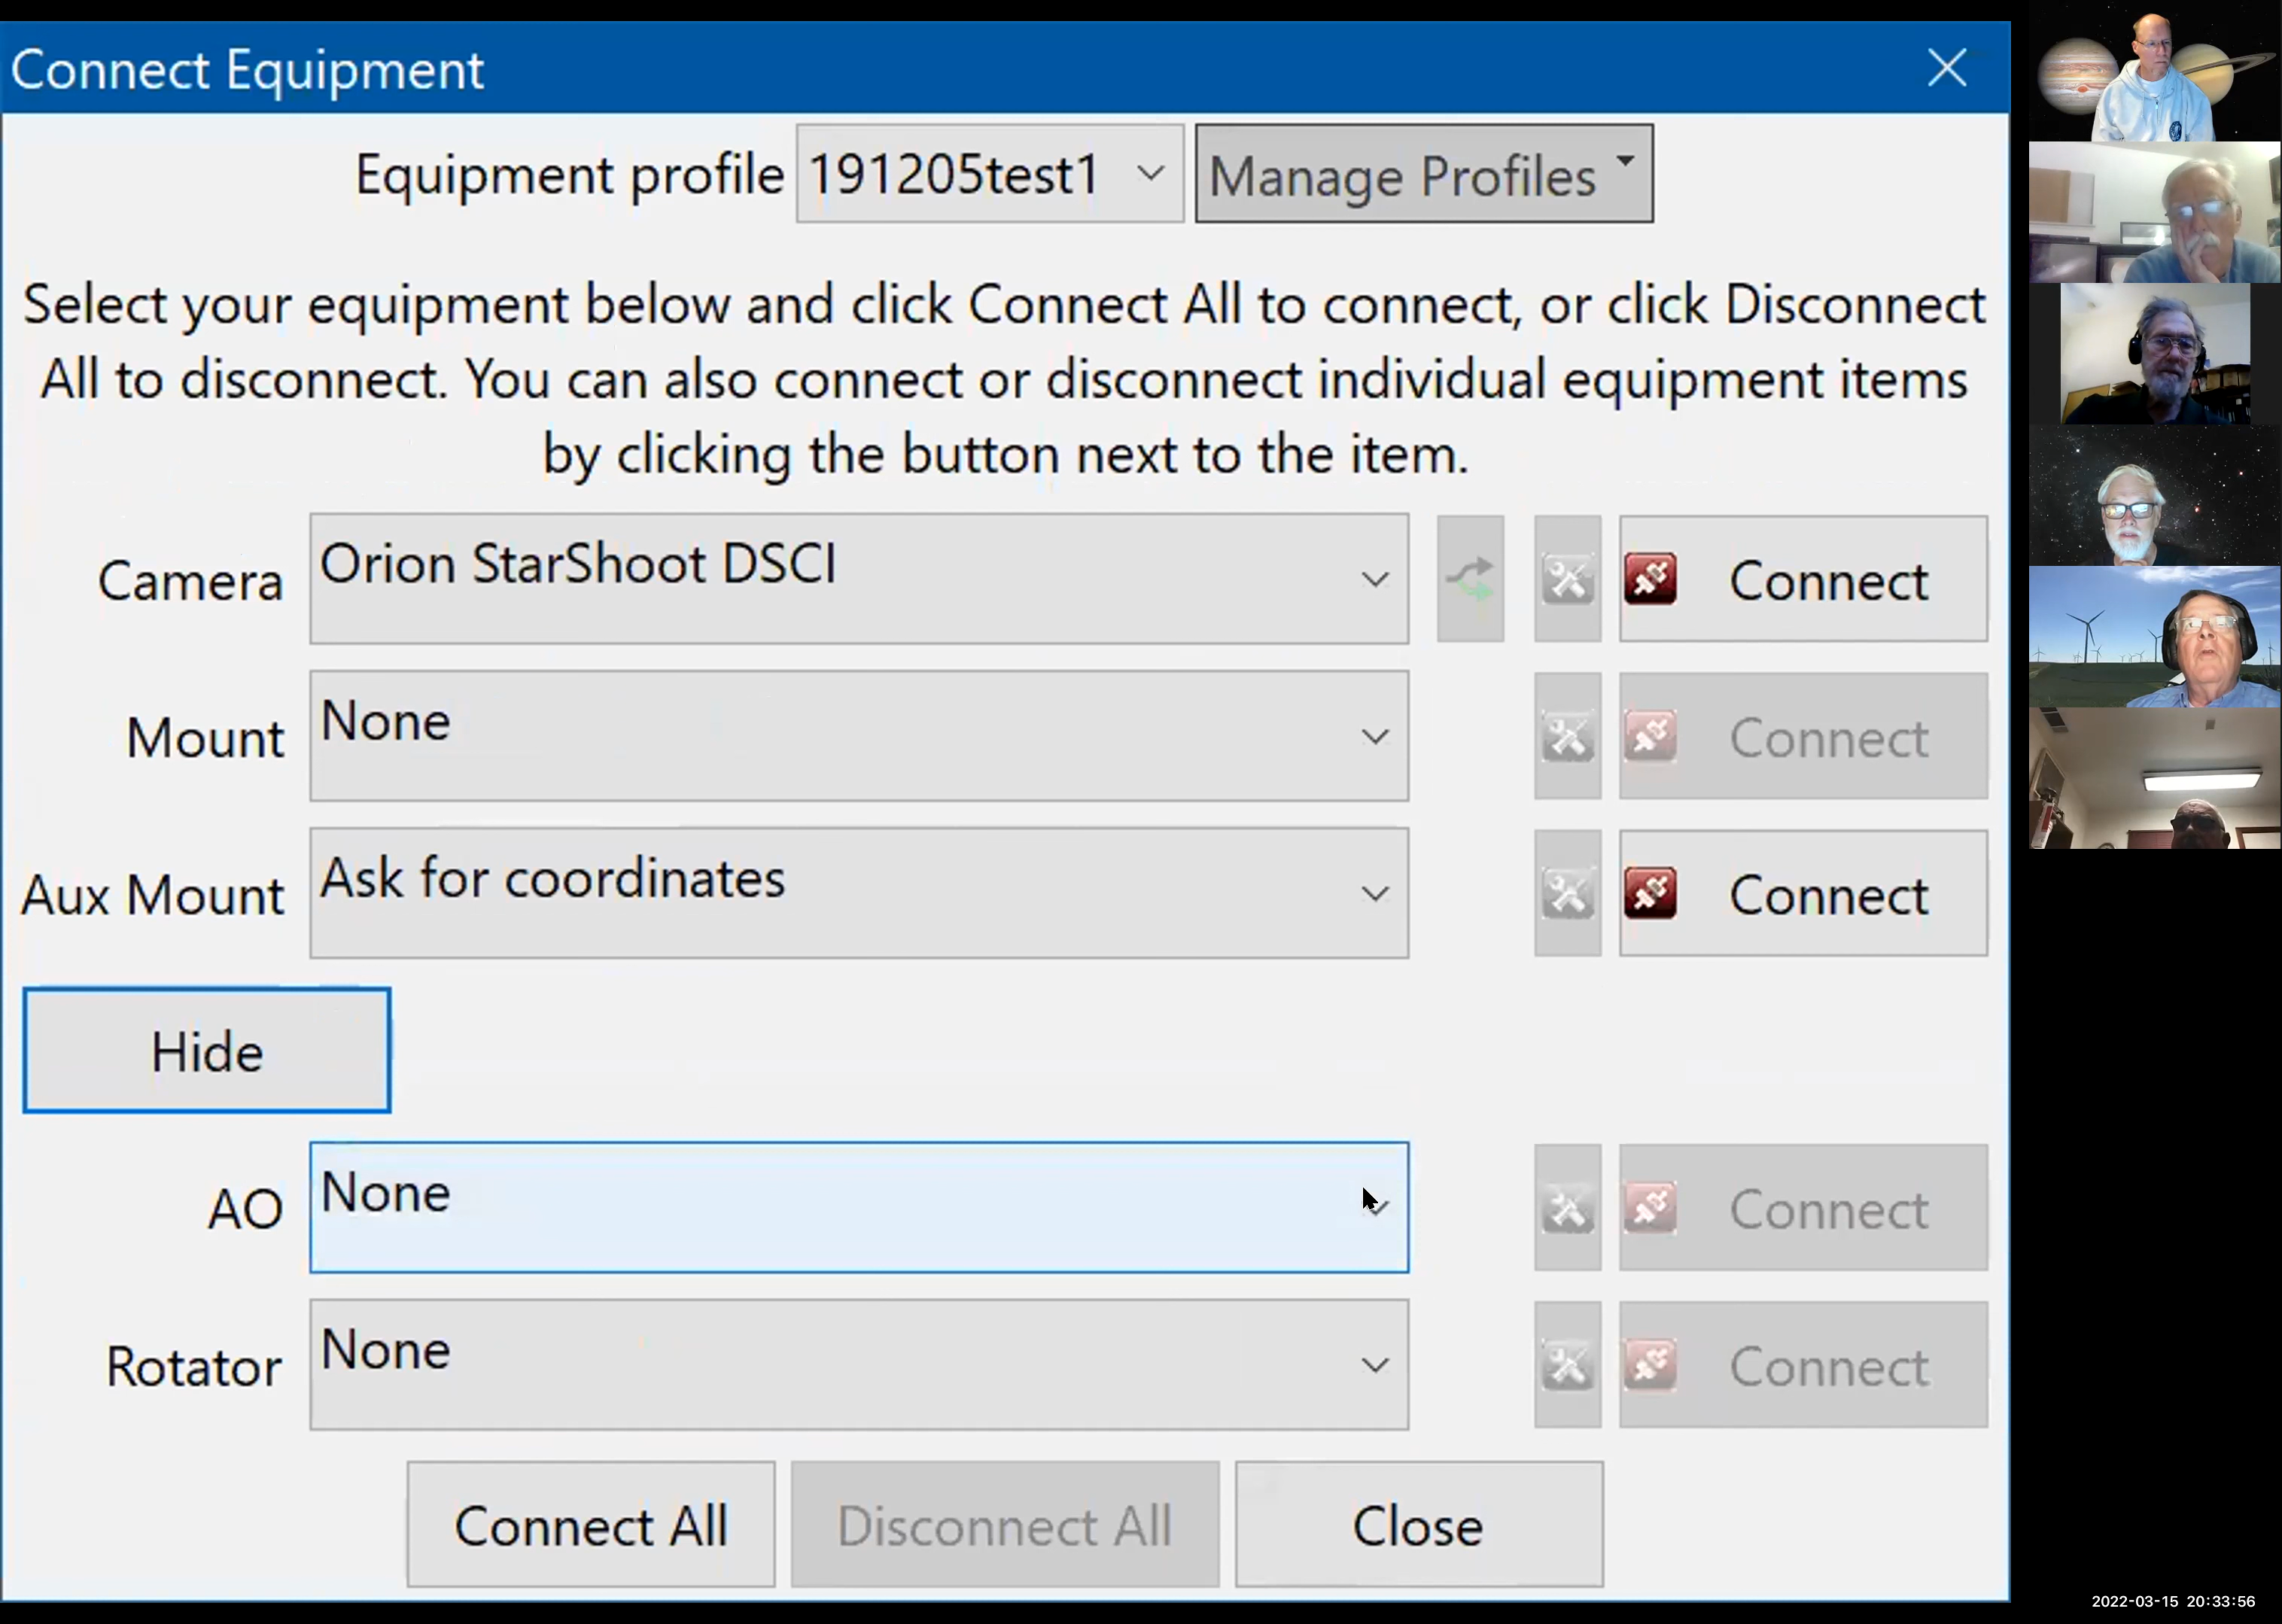 Connect Equipment
Equipment profile 191205test1 Manage Profiles
Select your equipment below and click Connect All to connect, or click Disconnect
All to disconnect. You can also connect or disconnect individual equipment items
by clicking the button next to the item.
Camera Orion StarShoot DSCI Connect
Mount None Connect
Aux Mount Ask for coordinates Connect
Hide
AO None Connect
Rotator None Connect
Connect All Disconnect All Close
2022-03-15 20:33:56